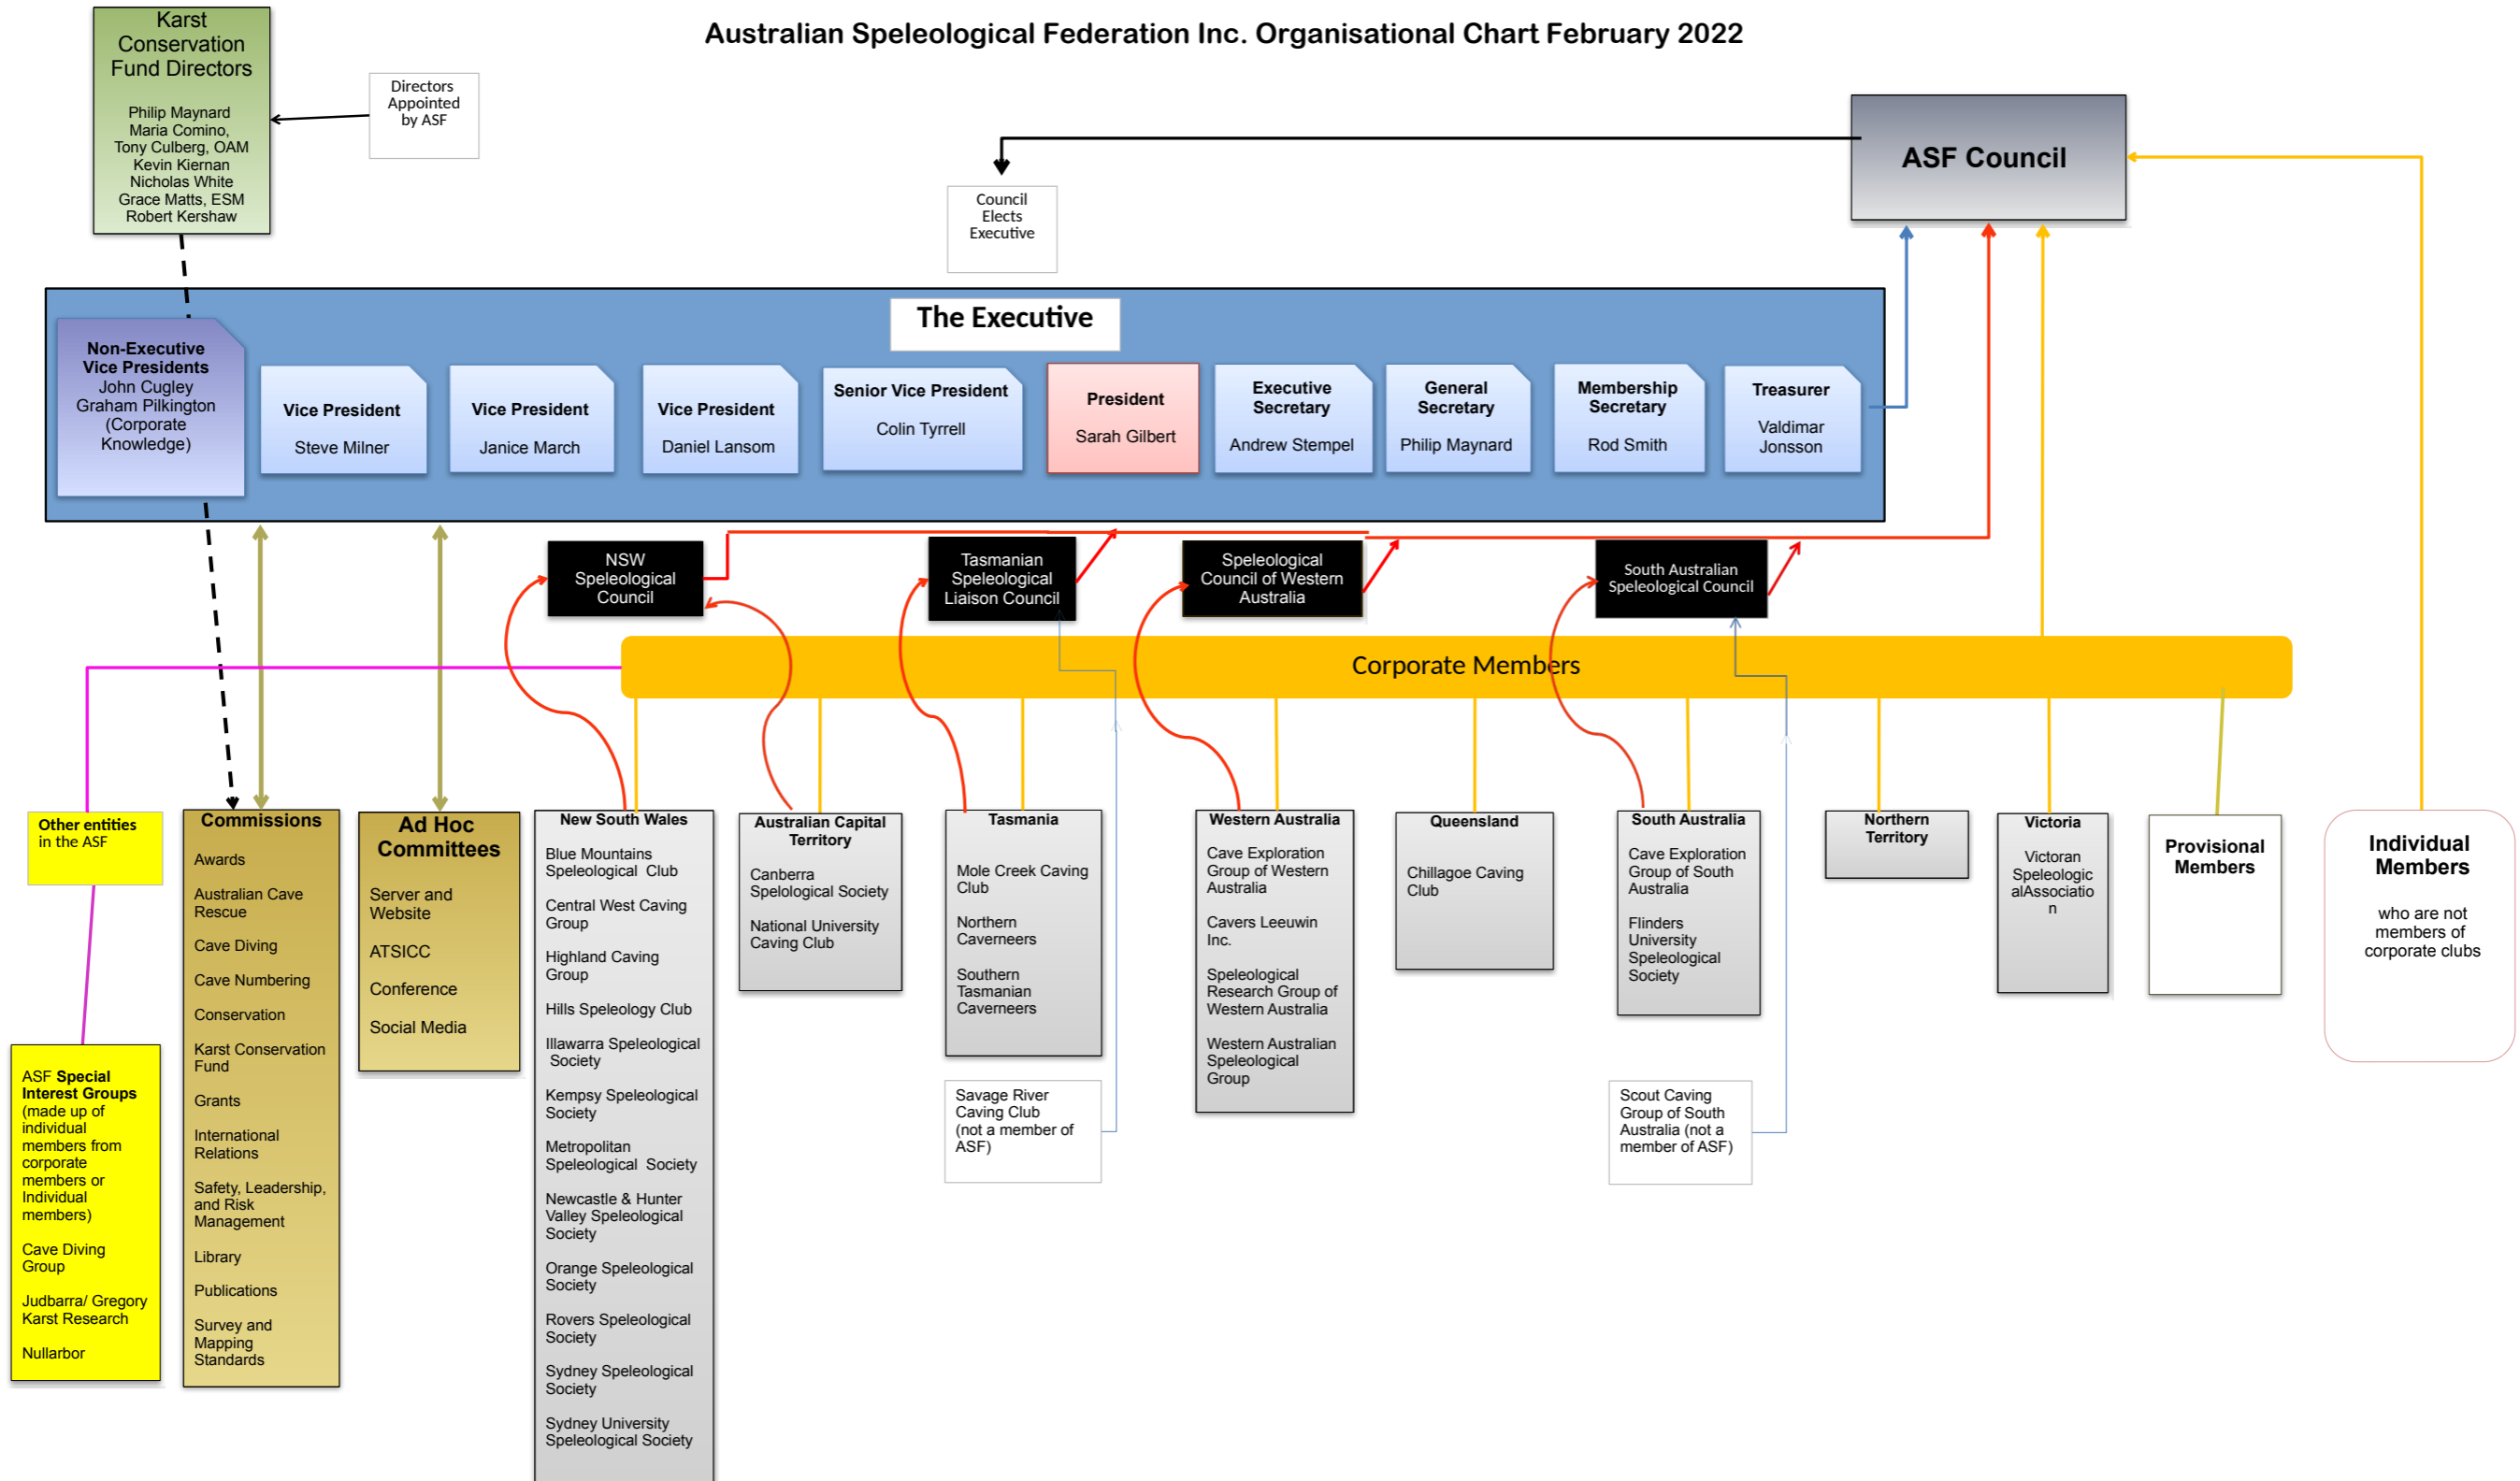 Australian Speleological Federation Inc. Organisational Chart February 2022
Karst
Conservation
Fund Directors
Philip Maynard
Maria Comino,
Tony Culberg, OAM
Kevin Kiernan
Nicholas White
Grace Matts, ESM
Robert Kershaw
Directors
Appointed
by ASF
Council
Elects
Executive
ASF Council
The Executive
Non-Executive
Vice Presidents
John Cugley
Graham Pilkington
(Corporate
Knowledge)
Vice President
Steve Milner
Vice President
Janice March
Vice President
Daniel Lansom
Senior Vice President
Colin Tyrrell
President
Sarah Gilbert
Executive
Secretary
Andrew Stempel
General
Secretary
Philip Maynard
Membership
Secretary
Rod Smith
Treasurer
Valdimar
Jonsson
NSW
Speleological
Council
Tasmanian
Speleological
Liaison Council
Speleological
Council of Western
Australia
South Australian
Speleological Council
Corporate Members
Other entities
in the ASF
ASF Special
Interest Groups
(made up of
individual
members from
corporate
members or
Individual
members)
Cave Diving
Group
Judbarra/ Gregory
Karst Research
Nullarbor
Commissions
Awards
Australian Cave
Rescue
Cave Diving
Cave Numbering
Conservation
Karst Conservation
Fund
Grants
International
Relations
Safety, Leadership,
and Risk
Management
Library
Publications
Survey and
Mapping
Standards
Ad Hoc
Committees
Server and
Website
ATSICC
Conference
Social Media
New South Wales
Blue Mountains
Speleological Club
Central West Caving
Group
Highland Caving
Group
Hills Speleology Club
Illawarra Speleological
Society
Kempsy Speleological
Society
Metropolitan
Speleological Society
Newcastle & Hunter
Valley Speleological
Society
Orange Speleological
Society
Rovers Speleological
Society
Sydney Speleological
Society
Sydney University
Speleological Society
Australian Capital
Territory
Canberra
Spelological Society
National University
Caving Club
Tasmania
Mole Creek Caving
Club
Northern
Caverneers
Southern
Tasmanian
Caverneers
Savage River
Caving Club
(not a member of
ASF)
Western Australia
Cave Exploration
Group of Western
Australia
Cavers Leeuwin
Inc.
Speleological
Research Group of
Western Australia
Western Australian
Speleological
Group
Queensland
Chillagoe Caving
Club
South Australia
Cave Exploration
Group of South
Australia
Flinders
University
Speleological
Society
Scout Caving
Group of South
Australia (not a
member of ASF)
Northern
Territory
Victoria
Victoran
Speleologic
alAssociatio
n
Provisional
Members
Individual
Members
who are not
members of
corporate clubs